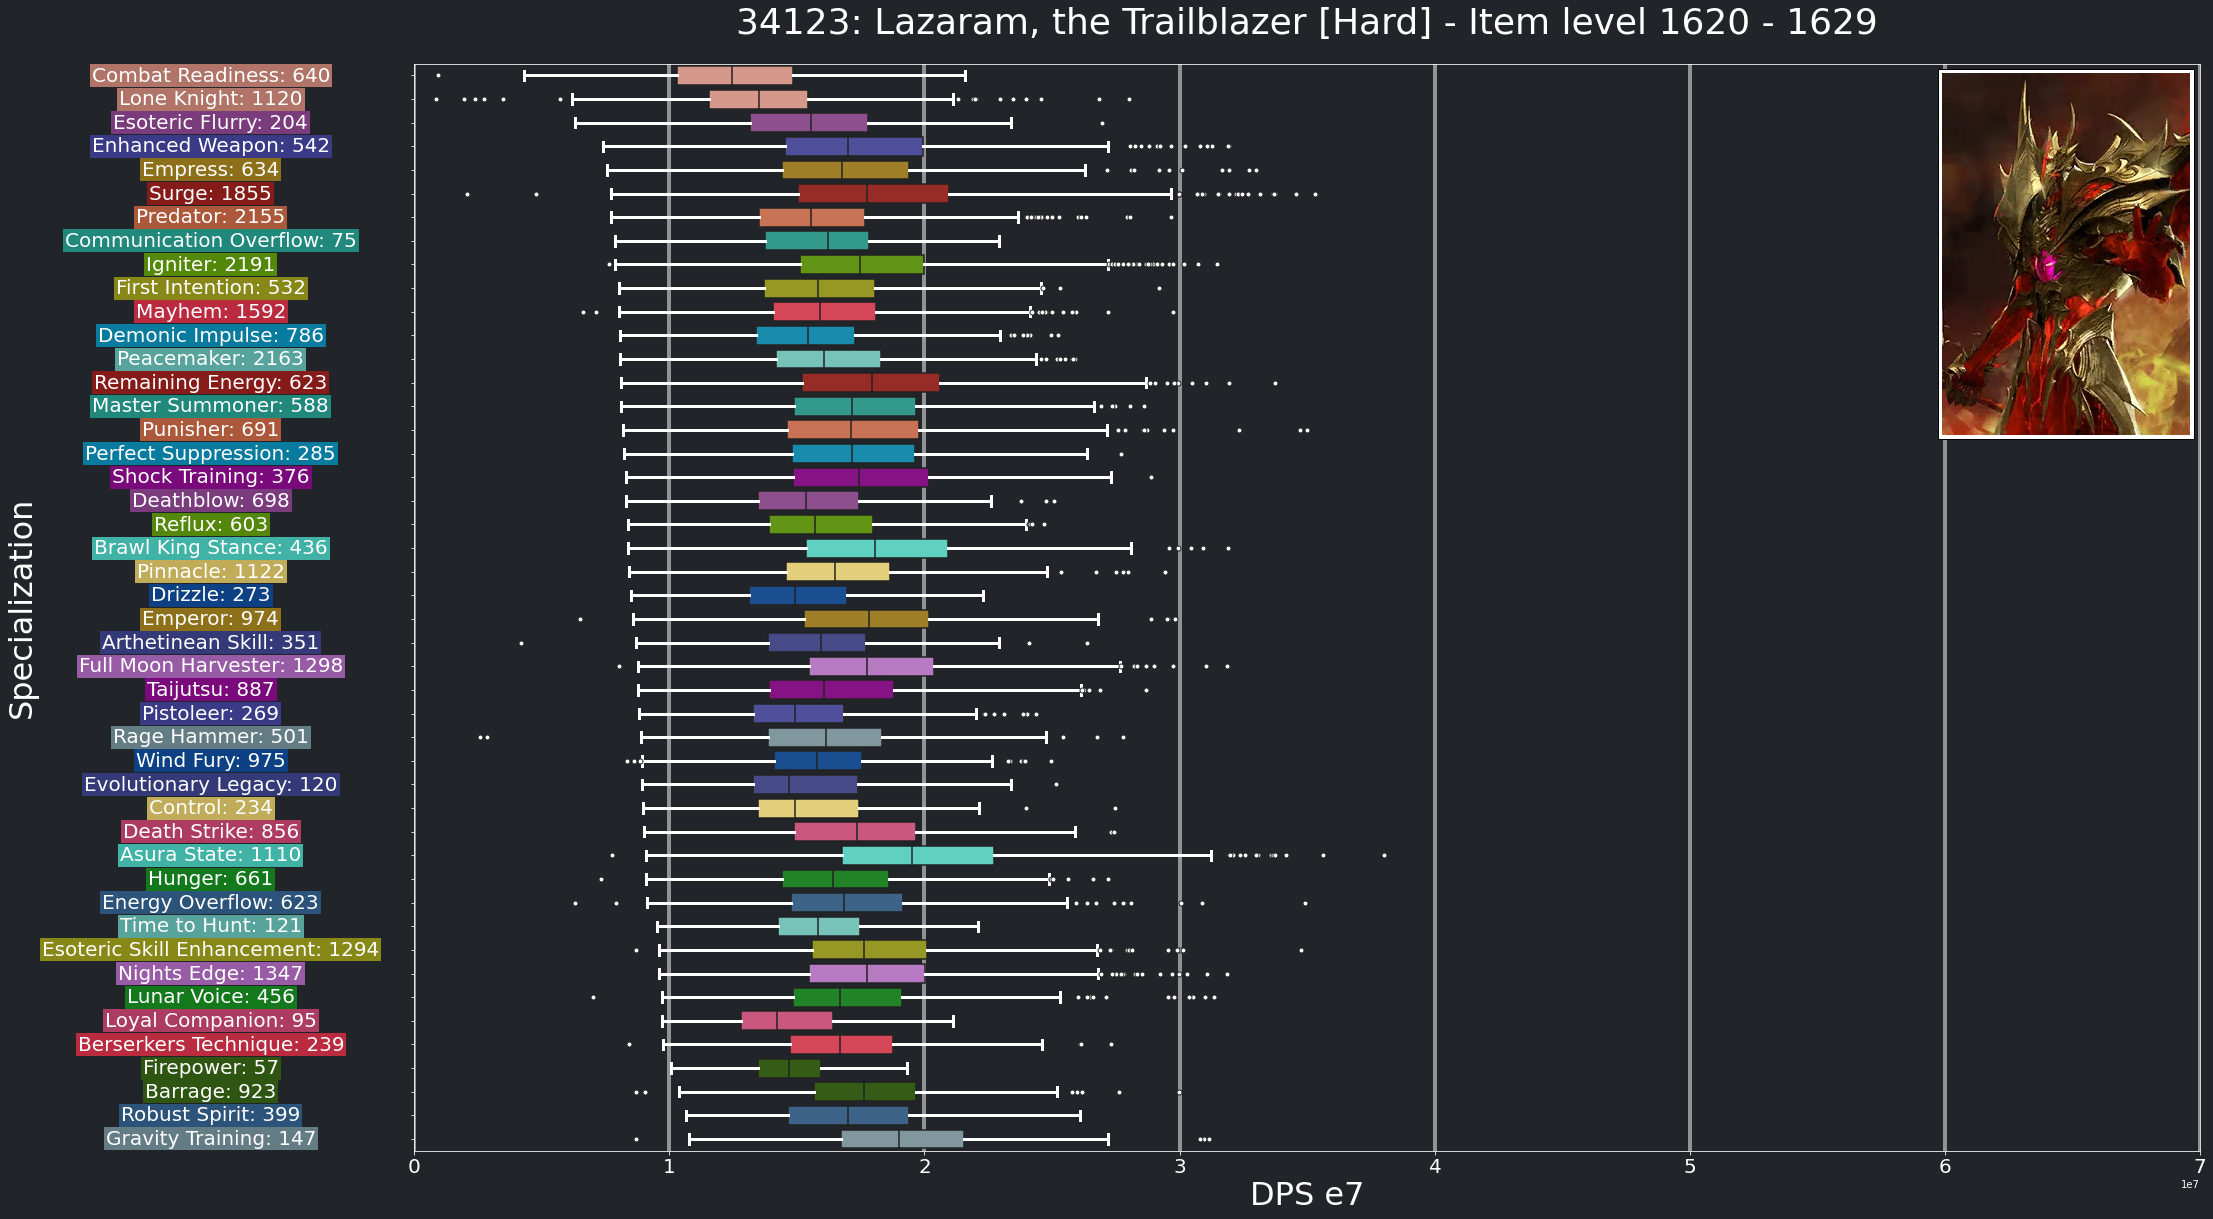 34123: Lazaram, the Trailblazer [Hard] - Item level 1620 - 1629
Specialization
Combat Readiness: 640
Lone Knight: 1120
Esoteric Flurry: 204
Enhanced Weapon: 542
Empress: 634
Surge: 1855
Predator: 2155
Communication Overflow: 75
Igniter: 2191
First Intention: 532
Mayhem: 1592
Demonic Impulse: 786
Peacemaker: 2163
Remaining Energy: 623
Master Summoner: 588
Punisher: 691
Perfect Suppression: 285
Shock Training: 376
Deathblow: 698
Reflux: 603
Brawl King Stance: 436
Pinnacle: 1122
Drizzle: 273
Emperor: 974
Arthetinean Skill: 351
Full Moon Harvester: 1298
Taijutsu: 887
Pistoleer: 269
Rage Hammer: 501
Wind Fury: 975
Evolutionary Legacy: 120
Control: 234
Death Strike: 856
Asura State: 1110
Hunger: 661
Energy Overflow: 623
Time to Hunt: 121
Esoteric Skill Enhancement: 1294
Nights Edge: 1347
Lunar Voice: 456
Loyal Companion: 95
Berserkers Technique: 239
Firepower: 57
Barrage: 923
Robust Spirit: 399
Gravity Training: 147
0 1 2 3 4 5 6 7
1e7
DPS e7